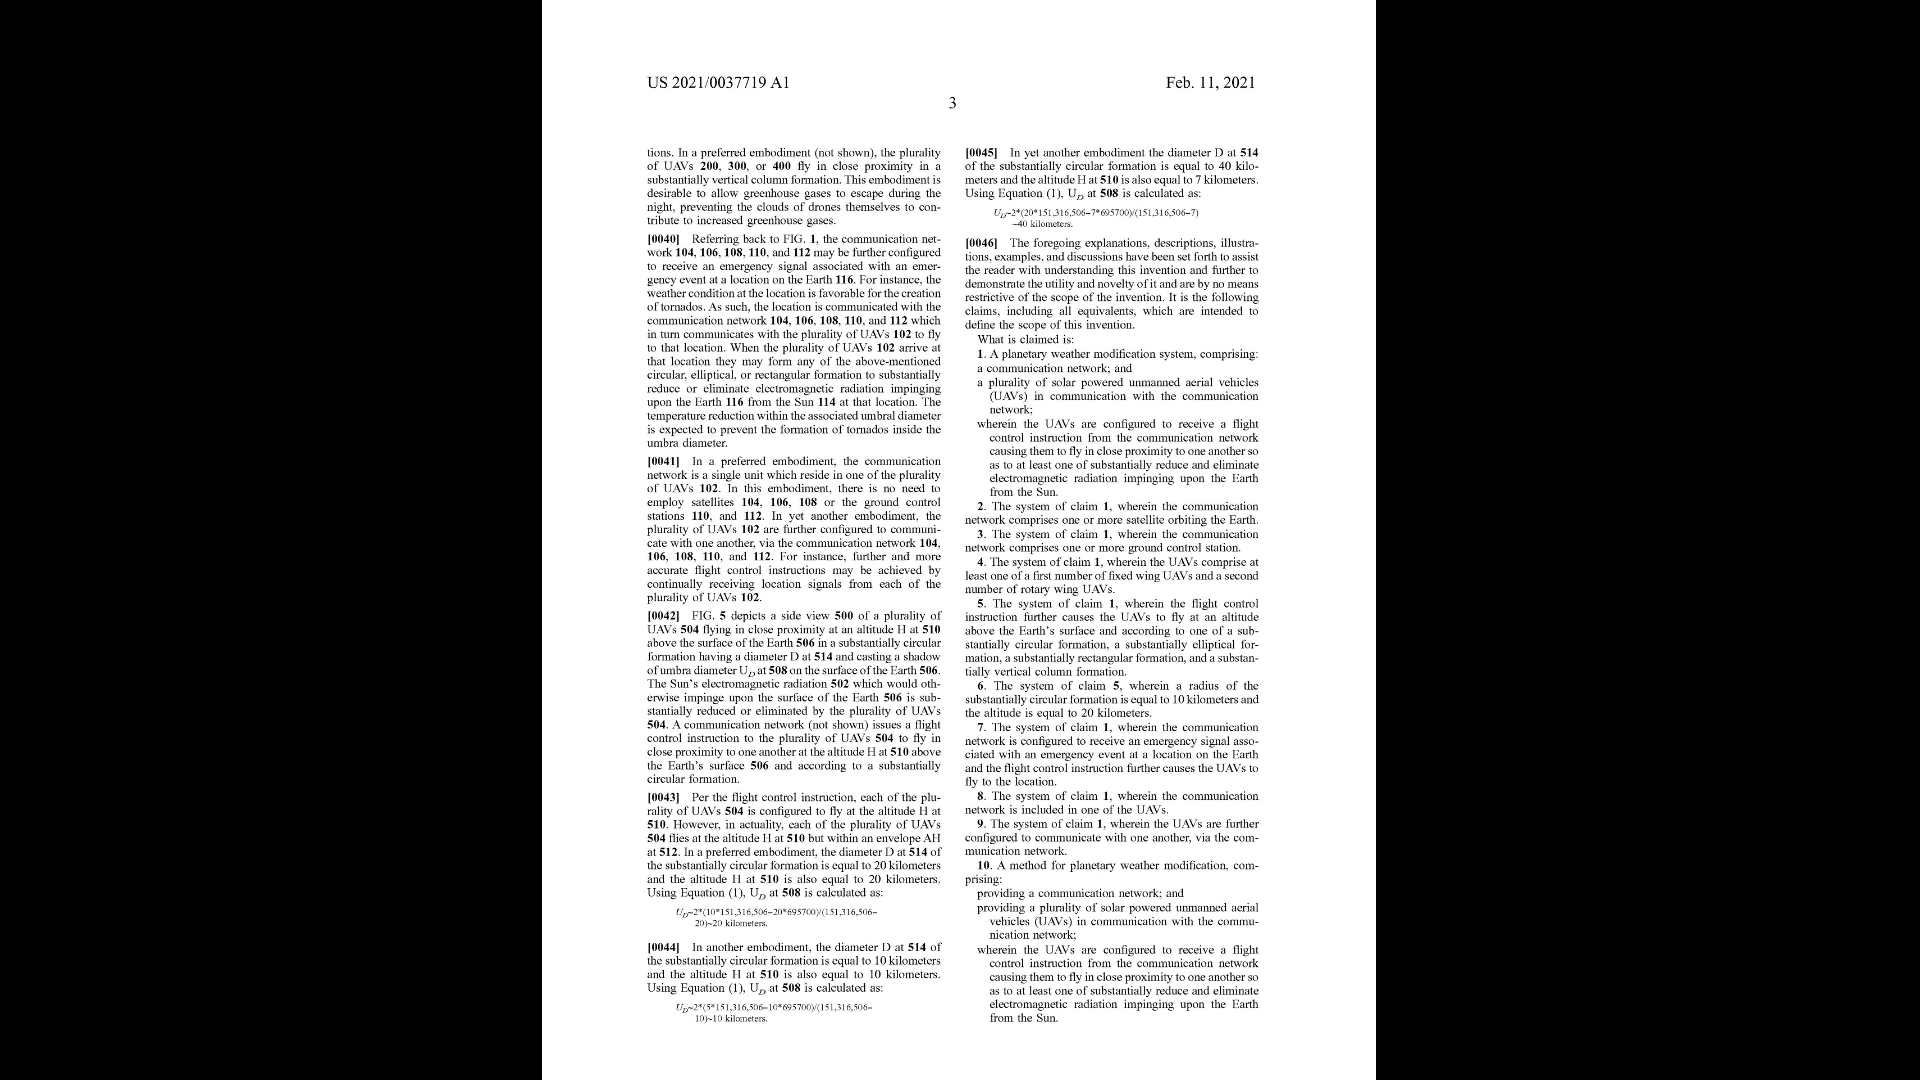 US 2021/0037719 A1
Feb. 11, 2021
3
tions. In a preferred embodiment (not shown), the plurality
of UAVs 200, 300, or 400 fly in close proximity in a
substantially vertical column formation. This embodiment is
desirable to allow greenhouse gases to escape during the
night, preventing the clouds of drones themselves to con-
tribute to increased greenhouse gases.
[0040] Referring back to FIG. 1, the communication net-
work 104, 106, 108, 110, and 112 may be further configured
to receive an emergency signal associated with an emer-
gency event at a location on the Earth 116. For instance, the
weather condition at the location is favorable for the creation
of tornados. As such, the location is communicated with the
communication network 104, 106, 108, 110, and 112 which
in turn communicates with the plurality of UAVs 102 to fly
to that location. When the plurality of UAVs 102 arrive at
that location they may form any of the above-mentioned
circular, elliptical, or rectangular formation to substantially
reduce or eliminate electromagnetic radiation impinging
upon the Earth 116 from the Sun 114 at that location. The
temperature reduction within the associated umbral diameter
is expected to prevent the formation of tornados inside the
umbra diameter.
[0041] In a preferred embodiment, the communication
network is a single unit which reside in one of the plurality
of UAVs 102. In this embodiment, there is no need to
employ satellites 104, 106, 108 or the ground control
stations 110, and 112. In yet another embodiment, the
plurality of UAVs 102 are further configured to communi-
cate with one another, via the communication network 104,
106, 108, 110, and 112. For instance, further and more
accurate flight control instructions may be achieved by
continually receiving location signals from each of the
plurality of UAVs 102.
[0042] FIG. 5 depicts a side view 500 of a plurality of
UAVs 504 flying in close proximity at an altitude H at 510
above the surface of the Earth 506 in a substantially circular
formation having a diameter D at 514 and casting a shadow
of umbra diameter UD at 508 on the surface of the Earth 506.
The Sun's electromagnetic radiation 502 which would oth-
erwise impinge upon the surface of the Earth 506 is sub-
stantially reduced or eliminated by the plurality of UAVs
504. A communication network (not shown) issues a flight
control instruction to the plurality of UAVs 504 to fly in
close proximity to one another at the altitude H at 510 above
the Earth's surface 506 and according to a substantially
circular formation.
[0043] Per the flight control instruction, each of the plu-
rality of UAVs 504 is configured to fly at the altitude H at
510. However, in actuality, each of the plurality of UAVs
504 flies at the altitude H at 510 but within an envelope AH
at 512. In a preferred embodiment, the diameter D at 514 of
the substantially circular formation is equal to 20 kilometers
and the altitude H at 510 is also equal to 20 kilometers.
Using Equation (1), UD at 508 is calculated as:
UD~2*(10*151,316,506−20*695700)/(151,316,506−
20)~20 kilometers.
[0044] In another embodiment, the diameter D at 514 of
the substantially circular formation is equal to 10 kilometers
and the altitude H at 510 is also equal to 10 kilometers.
Using Equation (1), UD at 508 is calculated as:
UD~2*(5*151,316,506−10*695700)/(151,316,506−
10)~10 kilometers.
[0045] In yet another embodiment the diameter D at 514
of the substantially circular formation is equal to 40 kilo-
meters and the altitude H at 510 is also equal to 7 kilometers.
Using Equation (1), UD at 508 is calculated as:
UD~2*(20*151,316,506−7*695700)/(151,316,506−7)
~40 kilometers.
[0046] The foregoing explanations, descriptions, illustra-
tions, examples, and discussions have been set forth to assist
the reader with understanding this invention and further to
demonstrate the utility and novelty of it and are by no means
restrictive of the scope of the invention. It is the following
claims, including all equivalents, which are intended to
define the scope of this invention.
What is claimed is:
1. A planetary weather modification system, comprising:
a communication network; and
a plurality of solar powered unmanned aerial vehicles
(UAVs) in communication with the communication
network;
wherein the UAVs are configured to receive a flight
control instruction from the communication network
causing them to fly in close proximity to one another so
as to at least one of substantially reduce and eliminate
electromagnetic radiation impinging upon the Earth
from the Sun.
2. The system of claim 1, wherein the communication
network comprises one or more satellite orbiting the Earth.
3. The system of claim 1, wherein the communication
network comprises one or more ground control station.
4. The system of claim 1, wherein the UAVs comprise at
least one of a first number of fixed wing UAVs and a second
number of rotary wing UAVs.
5. The system of claim 1, wherein the flight control
instruction further causes the UAVs to fly at an altitude
above the Earth's surface and according to one of a sub-
stantially circular formation, a substantially elliptical for-
mation, a substantially rectangular formation, and a substan-
tially vertical column formation.
6. The system of claim 5, wherein a radius of the
substantially circular formation is equal to 10 kilometers and
the altitude is equal to 20 kilometers.
7. The system of claim 1, wherein the communication
network is configured to receive an emergency signal asso-
ciated with an emergency event at a location on the Earth
and the flight control instruction further causes the UAVs to
fly to the location.
8. The system of claim 1, wherein the communication
network is included in one of the UAVs.
9. The system of claim 1, wherein the UAVs are further
configured to communicate with one another, via the com-
munication network.
10. A method for planetary weather modification, com-
prising:
providing a communication network; and
providing a plurality of solar powered unmanned aerial
vehicles (UAVs) in communication with the commu-
nication network;
wherein the UAVs are configured to receive a flight
control instruction from the communication network
causing them to fly in close proximity to one another so
as to at least one of substantially reduce and eliminate
electromagnetic radiation impinging upon the Earth
from the Sun.